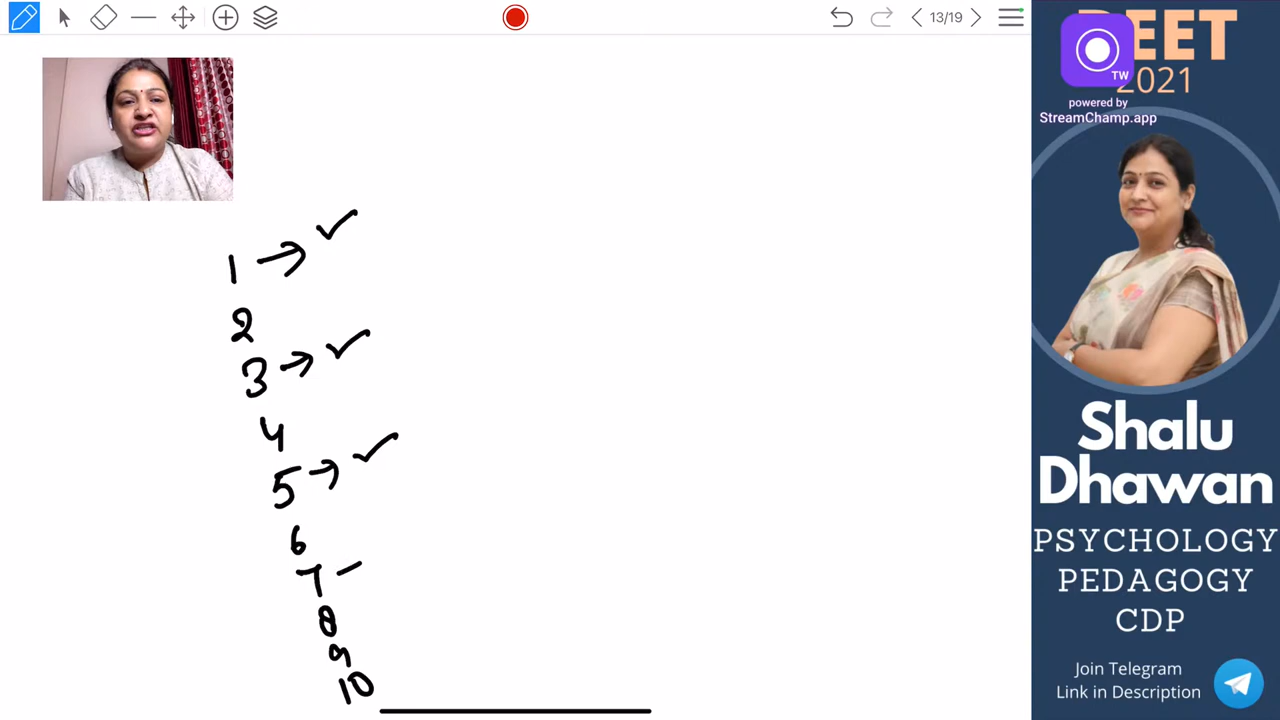 13/19
1 → ✓
2
3 → ✓
4
5 → ✓
6
7 –
8
9
10
REET
2021
TW
powered by
StreamChamp.app
Shalu
Dhawan
PSYCHOLOGY
PEDAGOGY
CDP
Join Telegram
Link in Description